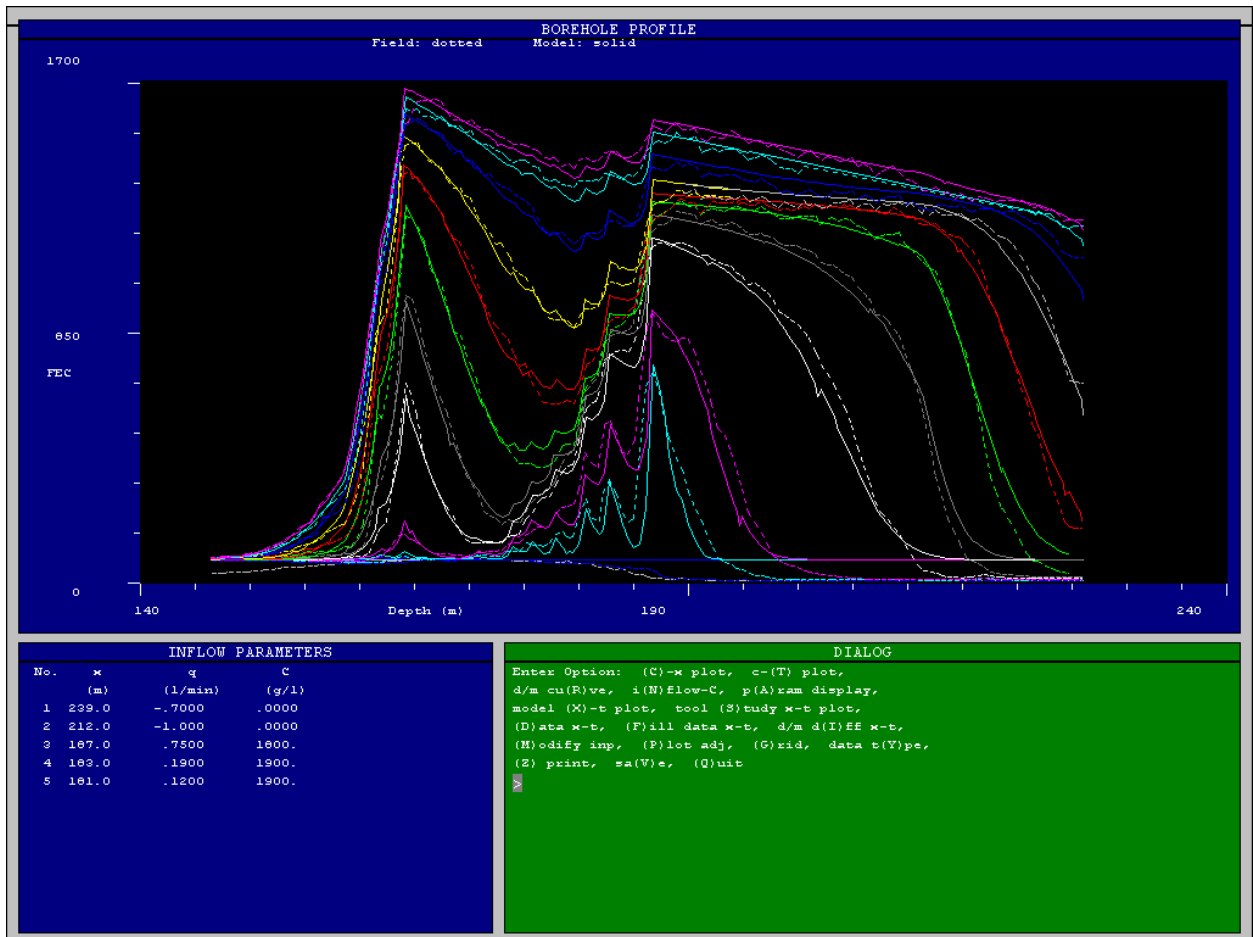 BOREHOLE PROFILE
Field: dotted Model: solid
1700
850
FEC
0
140 Depth (m) 190 240
INFLOW PARAMETERS
No. x q C
(m) (l/min) (g/l)
1 239.0 -.7000 .0000
2 212.0 -1.000 .0000
3 187.0 .7500 1800.
4 183.0 .1900 1900.
5 181.0 .1200 1900.
DIALOG
Enter Option: (C)-x plot, c-(T) plot,
d/m cu(R)ve, i(N)flow-C, p(A)ram display,
model (X)-t plot, tool (S)tudy x-t plot,
(D)ata x-t, (F)ill data x-t, d/m d(I)ff x-t,
(M)odify inp, (P)lot adj, (G)rid, data t(Y)pe,
(Z) print, sa(V)e, (Q)uit
>